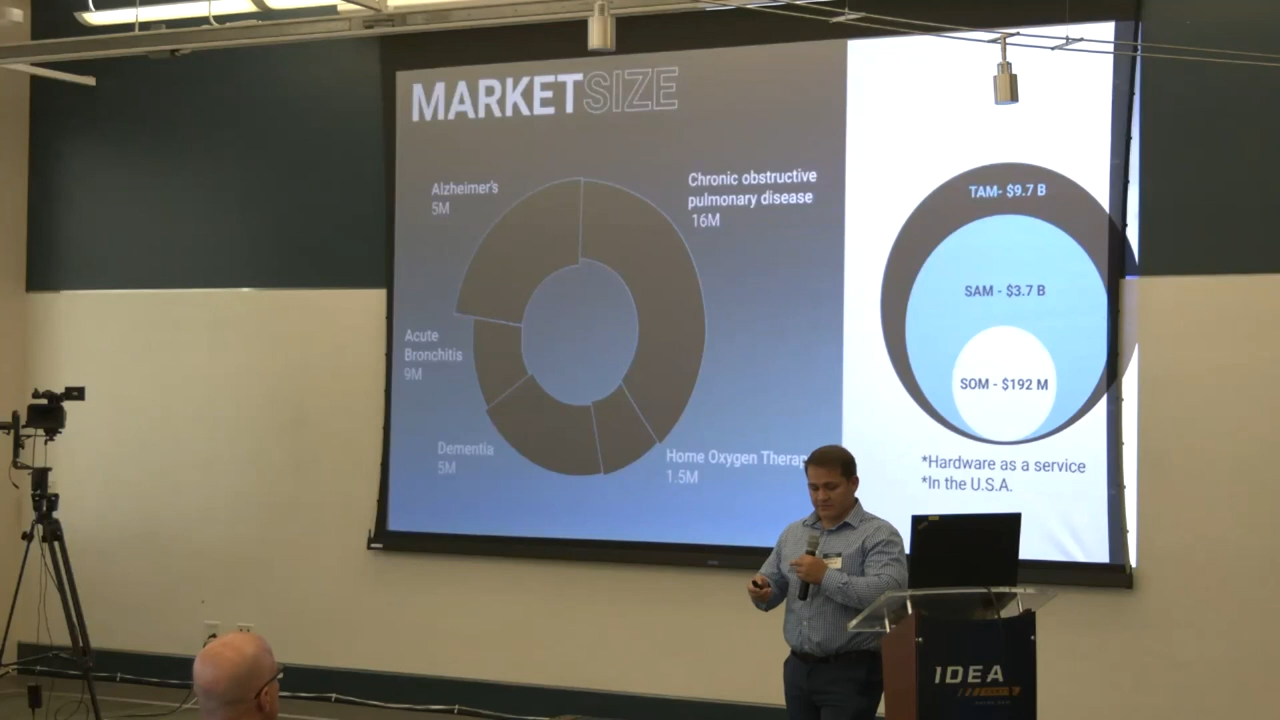 MARKETSIZE
Alzheimer's
5M
Chronic obstructive
pulmonary disease
16M
Acute
Bronchitis
9M
Dementia
5M
Home Oxygen Therap
1.5M
TAM- $9.7 B
SAM - $3.7 B
SOM - $192 M
*Hardware as a service
*In the U.S.A.
IDEA